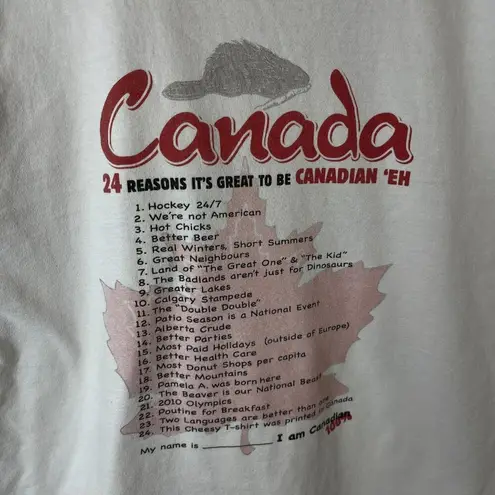 Canada
24 REASONS IT'S GREAT TO BE CANADIAN 'EH
1. Hockey 24/7
2. We're not American
3. Hot Chicks
4. Better Beer
5. Real Winters, Short Summers
6. Great Neighbours
7. Land of "The Great One" & "The Kid"
8. The Badlands aren't just for Dinosaurs
9. Greater Lakes
10. Calgary Stampede
11. The "Double Double"
12. Patio Season is a National Event
13. Alberta Crude
14. Better Parties
15. Most Paid Holidays (outside of Europe)
16. Better Health Care
17. Most Donut Shops per capita
18. Better Mountains
19. Pamela A. was born here
20. The Beaver is our National Beast
21. 2010 Olympics
22. Poutine for Breakfast
23. Two Languages are better than one
24. This Cheesy T-shirt was printed in Canada
My name is __________ I am Canadian
100%